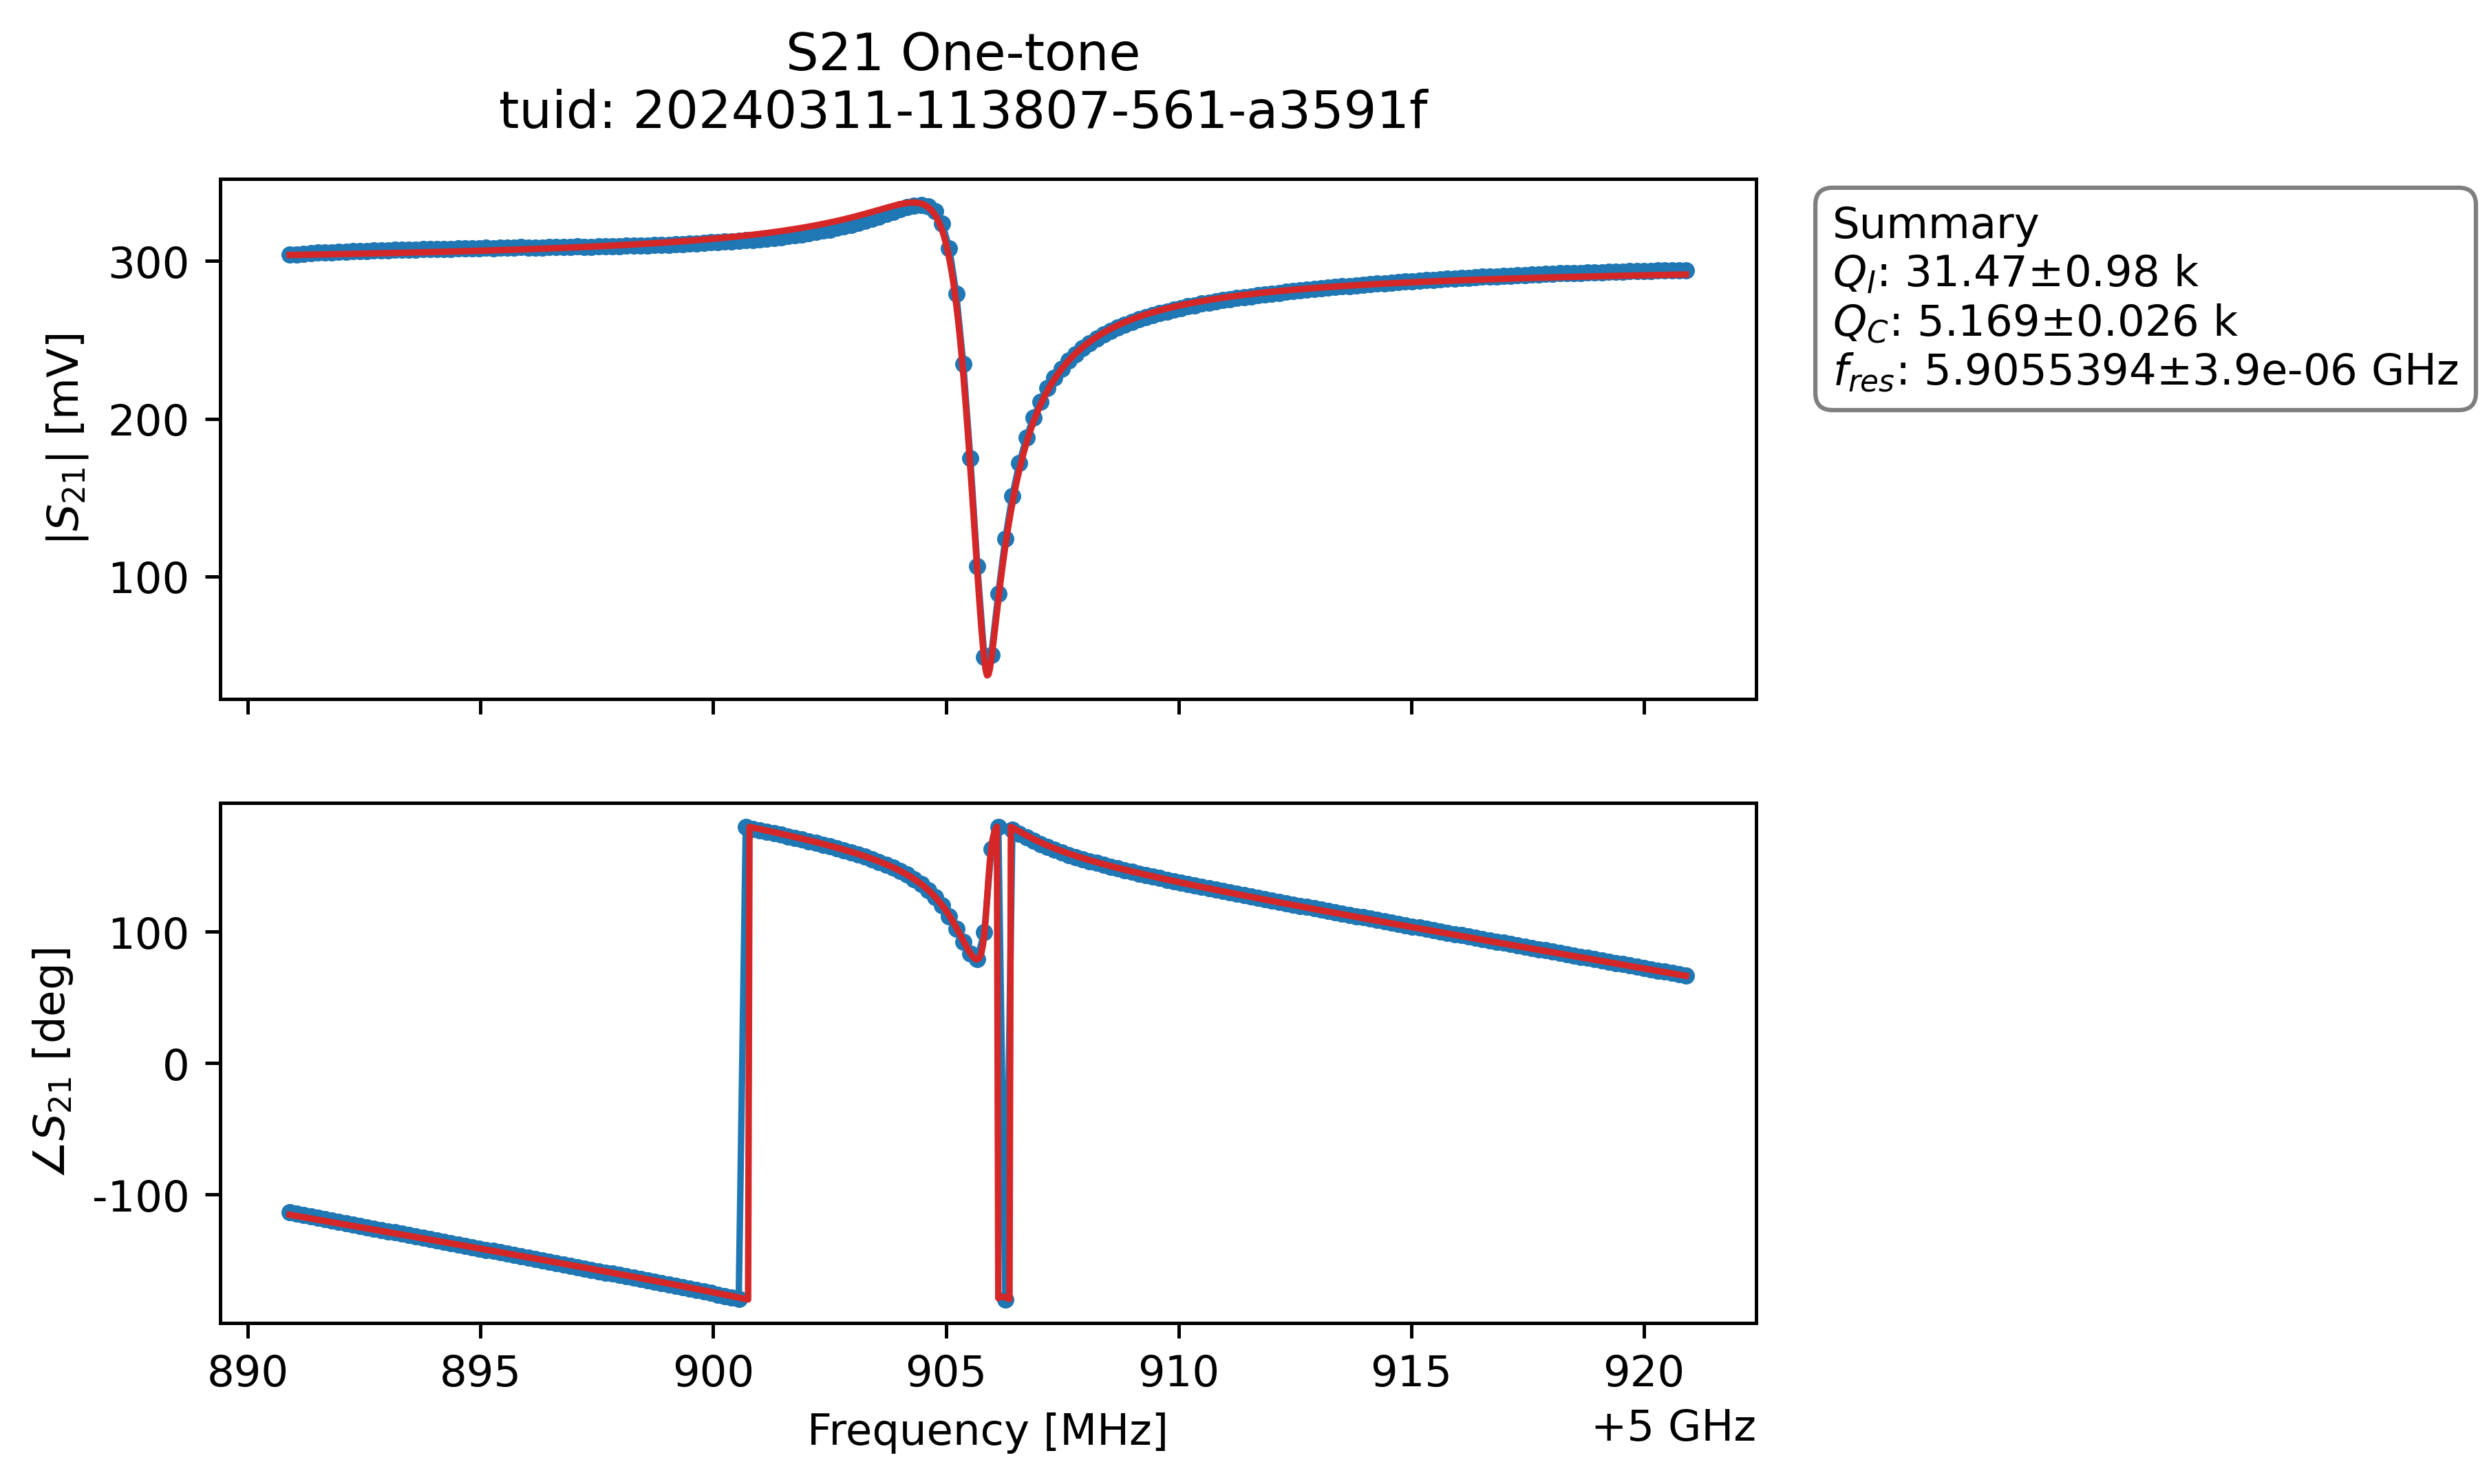 S21 One-tone
tuid: 20240311-113807-561-a3591f
|S₂₁| [mV]
300
200
100
Summary
Q_I: 31.47±0.98 k
Q_C: 5.169±0.026 k
f_res: 5.9055394±3.9e-06 GHz
∠S₂₁ [deg]
100
0
-100
890 895 900 905 910 915 920
Frequency [MHz]
+5 GHz